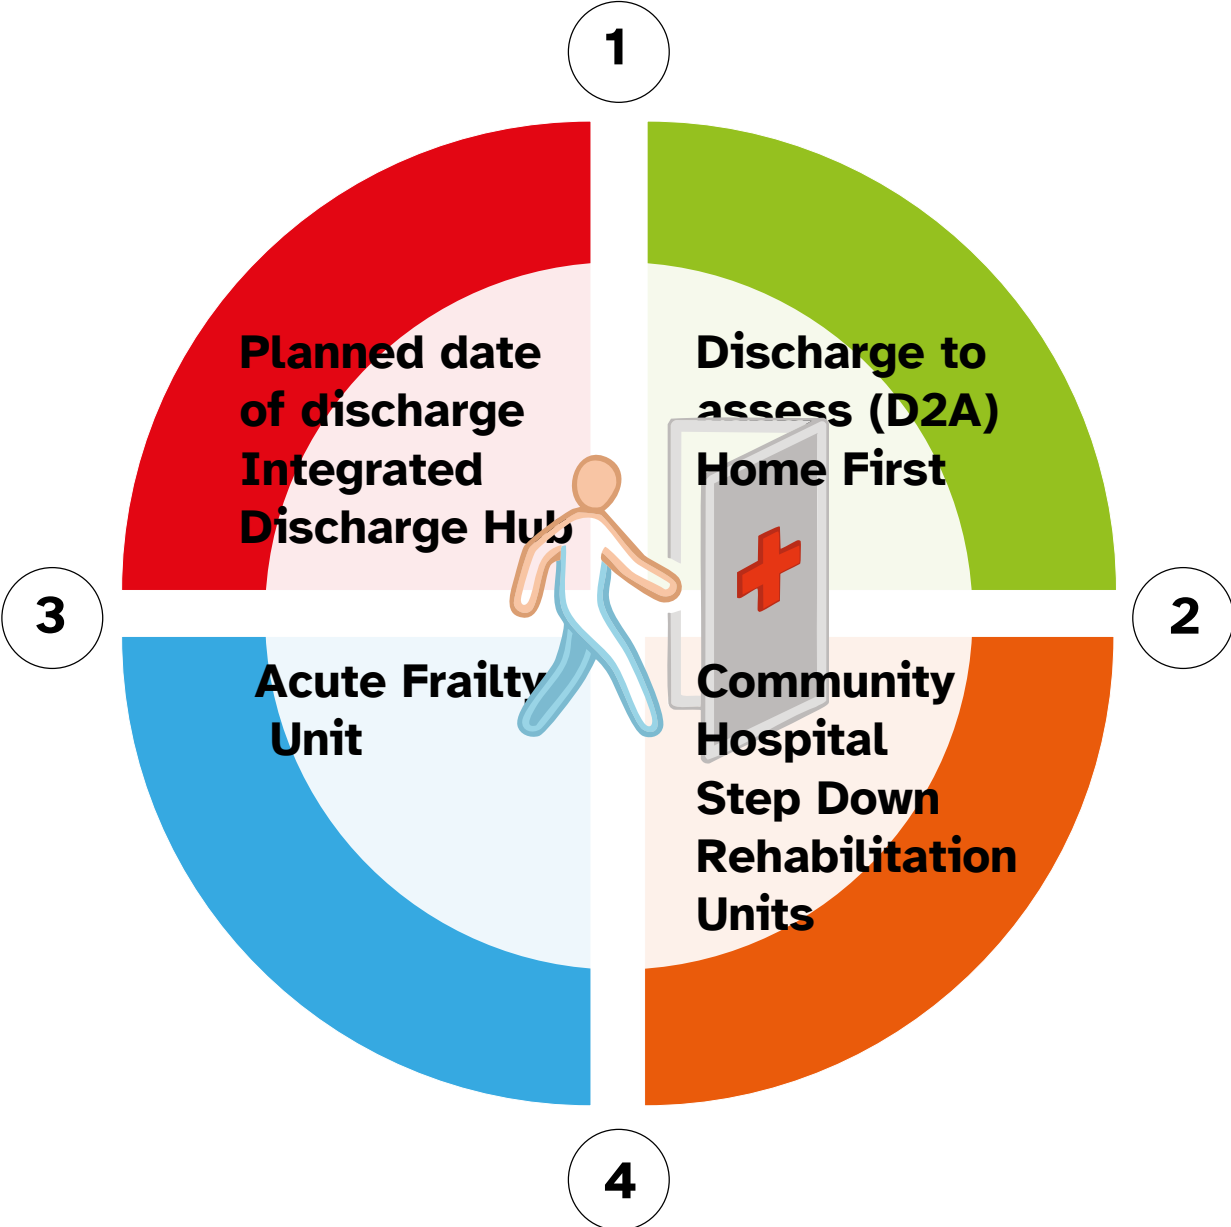 1
Planned date
of discharge
Integrated
Discharge Hub
Discharge to
assess (D2A)
Home First
3
2
Acute Frailty
Unit
Community
Hospital
Step Down
Rehabilitation
Units
4